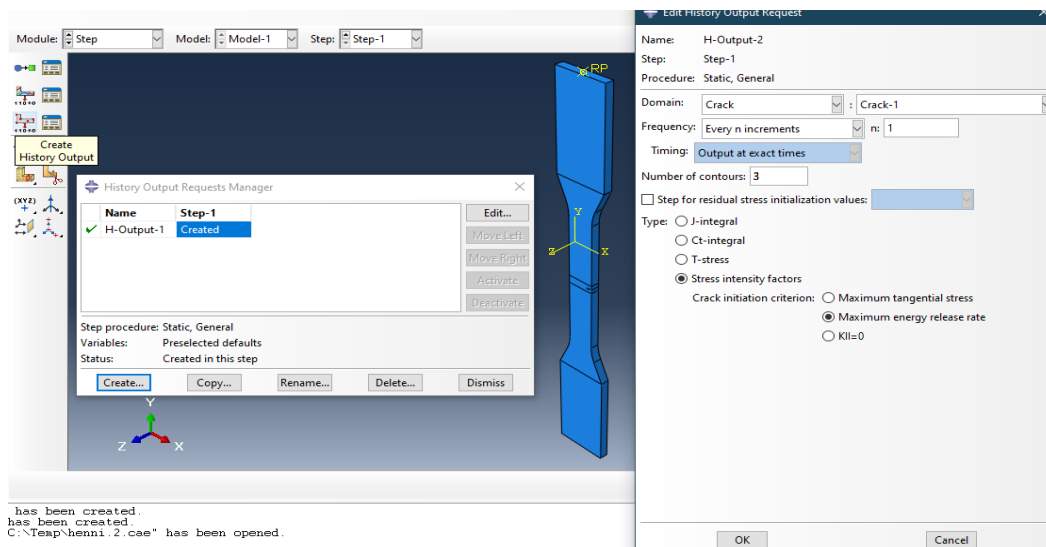 Module: Step Model: Model-1 Step: Step-1
Create
History Output
(XYZ)
RP
Y
Z
X
History Output Requests Manager
Name Step-1
H-Output-1 Created
Edit...
Move Left
Move Right
Activate
Deactivate
Step procedure: Static, General
Variables: Preselected defaults
Status: Created in this step
Create... Copy... Rename... Delete... Dismiss
Y
Z
X
has been created.
has been created.
C:\Temp\henni.2.cae" has been opened.
Edit History Output Request
Name: H-Output-2
Step: Step-1
Procedure: Static, General
Domain: Crack : Crack-1
Frequency: Every n increments n: 1
Timing: Output at exact times
Number of contours: 3
Step for residual stress initialization values:
Type: J-integral
Ct-integral
T-stress
Stress intensity factors
Crack initiation criterion: Maximum tangential stress
Maximum energy release rate
KII=0
OK Cancel